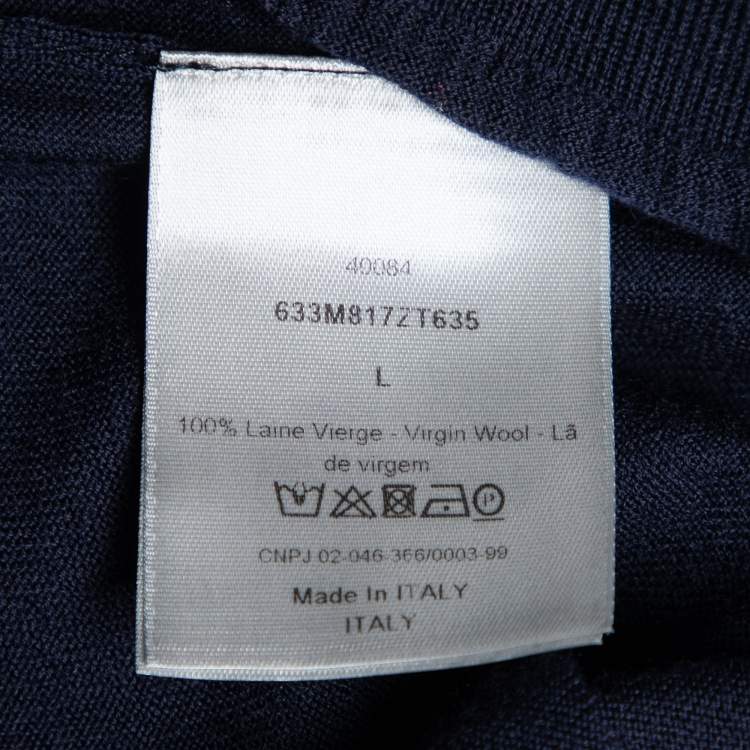 40084
633M8172T635
L
100% Laine Vierge - Virgin Wool - Lã
de virgem
P
CNPJ 02-046-366/0003-99
Made In ITALY
ITALY